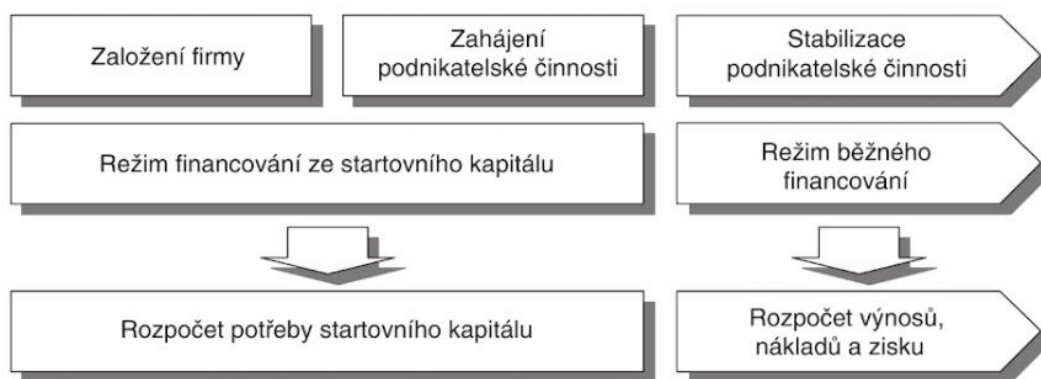 Založení firmy
Zahájení
podnikatelské činnosti
Stabilizace
podnikatelské činnosti
Režim financování ze startovního kapitálu
Režim běžného
financování
Rozpočet potřeby startovního kapitálu
Rozpočet výnosů,
nákladů a zisku